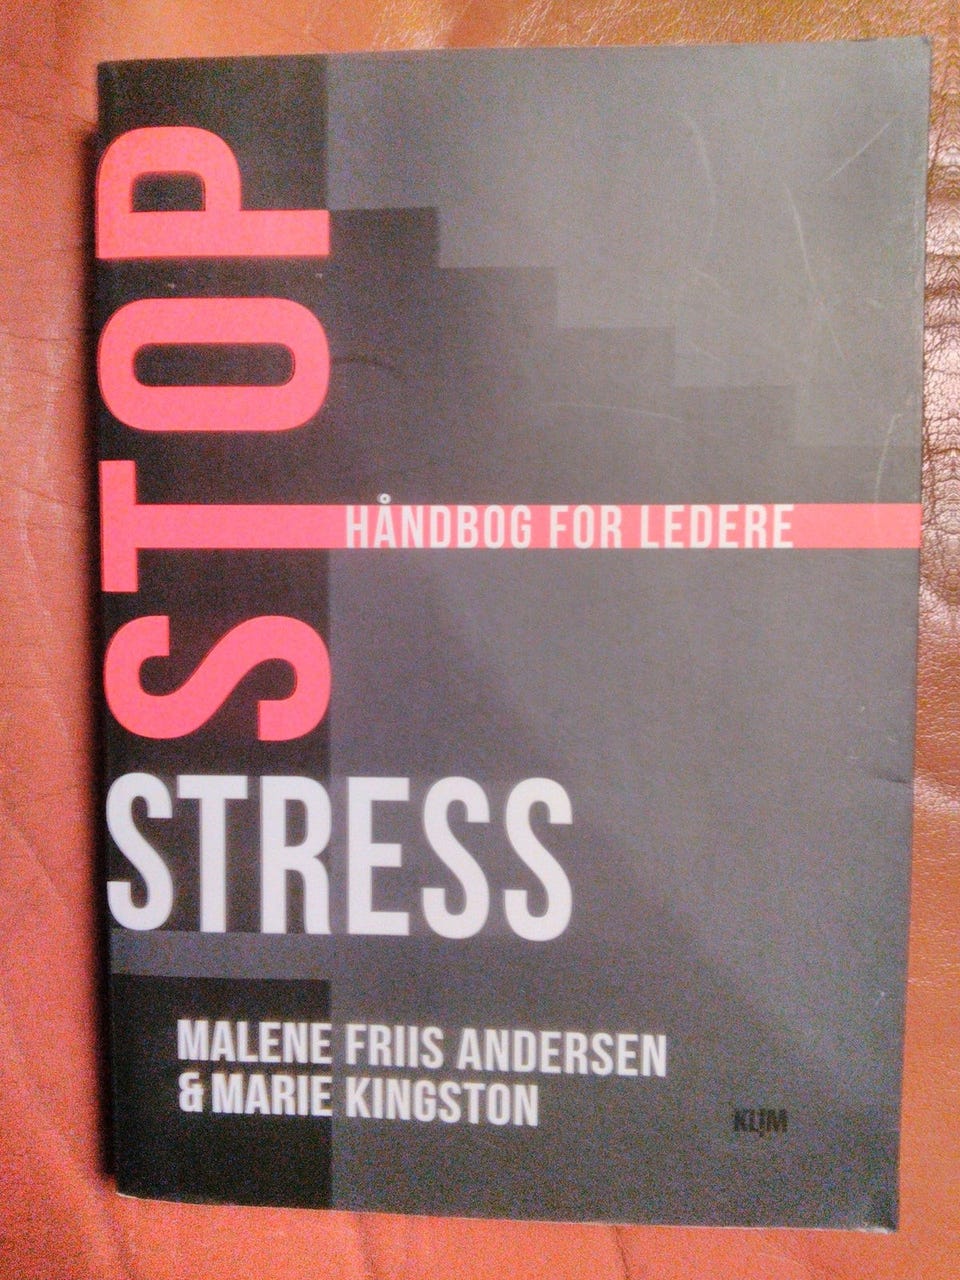 STOP
HÅNDBOG FOR LEDERE
STRESS
MALENE FRIIS ANDERSEN
& MARIE KINGSTON
KLIM